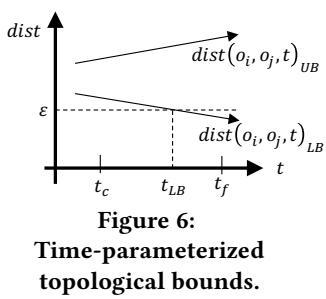 dist
dist(o_i, o_j, t)_UB
ε
dist(o_i, o_j, t)_LB
t_c t_LB t_f t
Figure 6:
Time-parameterized
topological bounds.